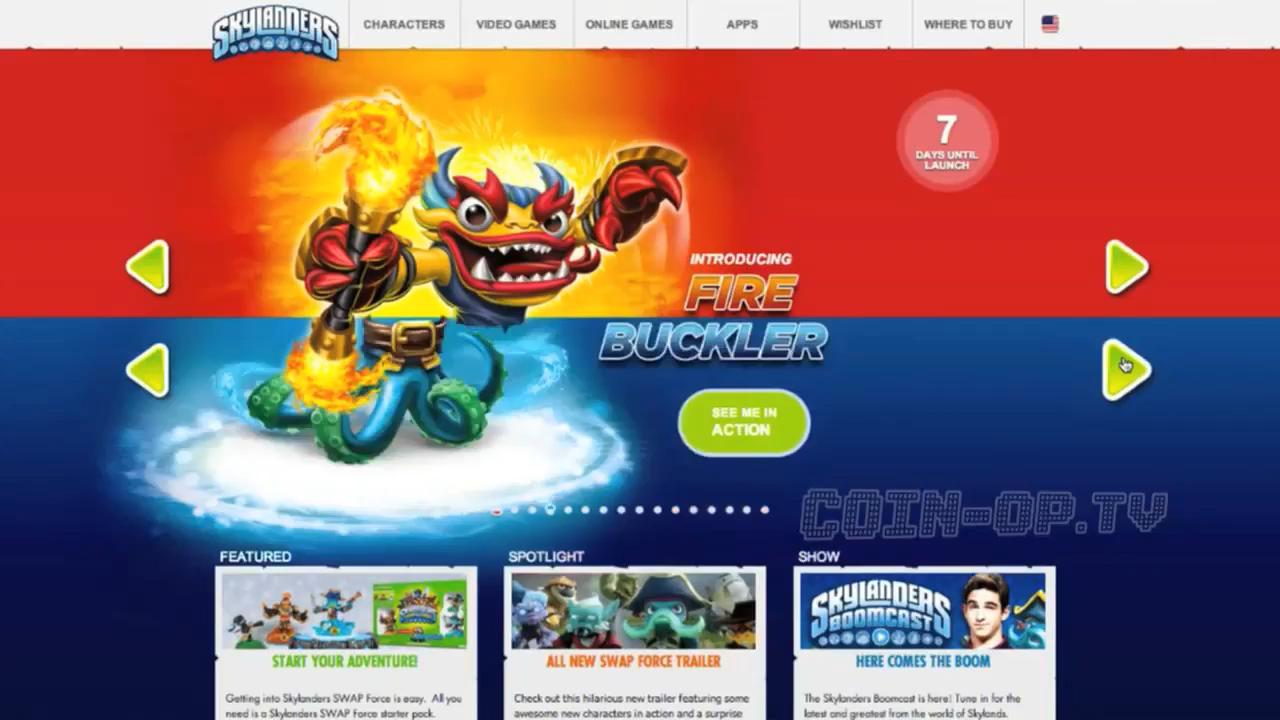 SKYLANDERS
CHARACTERS
VIDEO GAMES
ONLINE GAMES
APPS
WISHLIST
WHERE TO BUY
7
DAYS UNTIL
LAUNCH
INTRODUCING
FIRE
BUCKLER
SEE ME IN
ACTION
COIN-OP.TV
FEATURED
SPOTLIGHT
SHOW
SKYLANDERS
BOOMCAST
START YOUR ADVENTURE!
ALL NEW SWAP FORCE TRAILER
HERE COMES THE BOOM
Getting into Skylanders SWAP Force is easy. All you
need is a Skylanders SWAP Force starter pack.
Check out this hilarious new trailer featuring some
awesome new characters in action and a surprise
The Skylanders Boomcast is here! Tune in for the
latest and greatest from the world of Skylands.